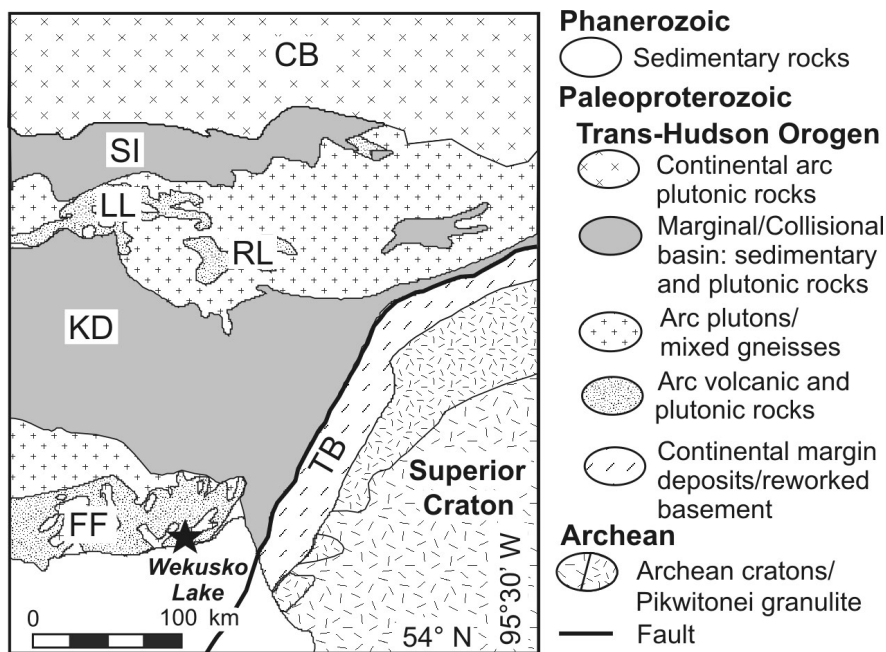 CB
SI
LL
RL
KD
TB
Superior
Craton
FF
Wekusko
Lake
0 100 km
54° N
95°30' W
Phanerozoic
Sedimentary rocks
Paleoproterozoic
Trans-Hudson Orogen
Continental arc
plutonic rocks
Marginal/Collisional
basin: sedimentary
and plutonic rocks
Arc plutons/
mixed gneisses
Arc volcanic and
plutonic rocks
Continental margin
deposits/reworked
basement
Archean
Archean cratons/
Pikwitonei granulite
Fault